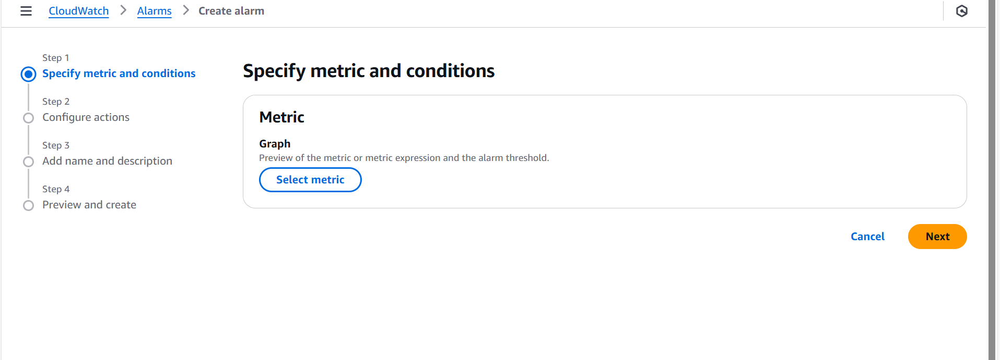 CloudWatch > Alarms > Create alarm
Step 1
Specify metric and conditions
Step 2
Configure actions
Step 3
Add name and description
Step 4
Preview and create
Specify metric and conditions
Metric
Graph
Preview of the metric or metric expression and the alarm threshold.
Select metric
Cancel Next